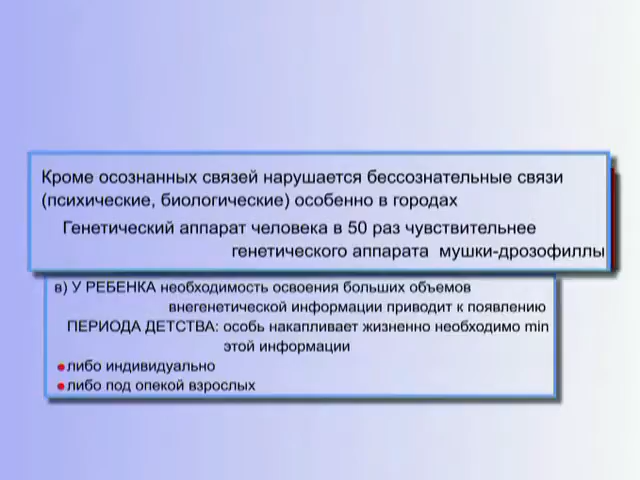 Кроме осознанных связей нарушается бессознательные связи
(психические, биологические) особенно в городах
Генетический аппарат человека в 50 раз чувствительнее
генетического аппарата мушки-дрозофиллы
в) У РЕБЕНКА необходимость освоения больших объемов
внегенетической информации приводит к появлению
ПЕРИОДА ДЕТСТВА: особь накапливает жизненно необходимо min
этой информации
либо индивидуально
либо под опекой взрослых